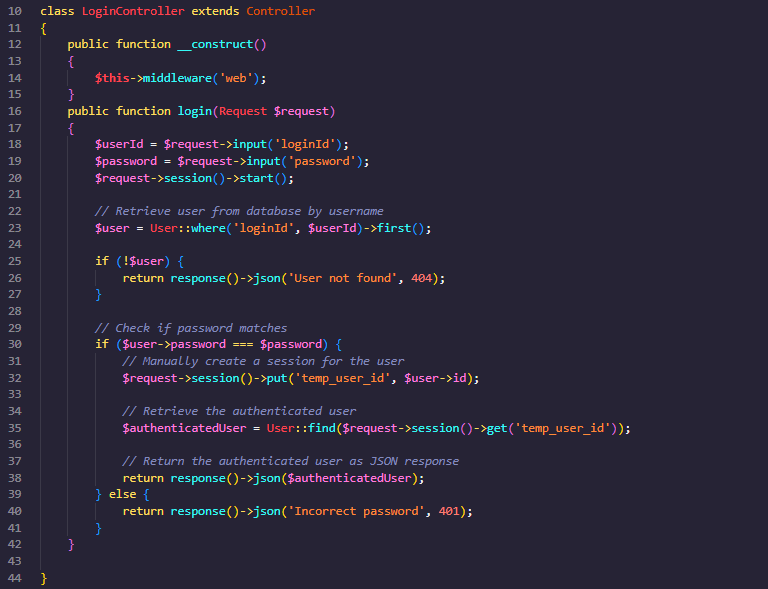 10 class LoginController extends Controller
11 {
12     public function __construct()
13     {
14         $this->middleware('web');
15     }
16     public function login(Request $request)
17     {
18         $userId = $request->input('loginId');
19         $password = $request->input('password');
20         $request->session()->start();
21
22         // Retrieve user from database by username
23         $user = User::where('loginId', $userId)->first();
24
25         if (!$user) {
26             return response()->json('User not found', 404);
27         }
28
29         // Check if password matches
30         if ($user->password === $password) {
31             // Manually create a session for the user
32             $request->session()->put('temp_user_id', $user->id);
33
34             // Retrieve the authenticated user
35             $authenticatedUser = User::find($request->session()->get('temp_user_id'));
36
37             // Return the authenticated user as JSON response
38             return response()->json($authenticatedUser);
39         } else {
40             return response()->json('Incorrect password', 401);
41         }
42     }
43
44 }